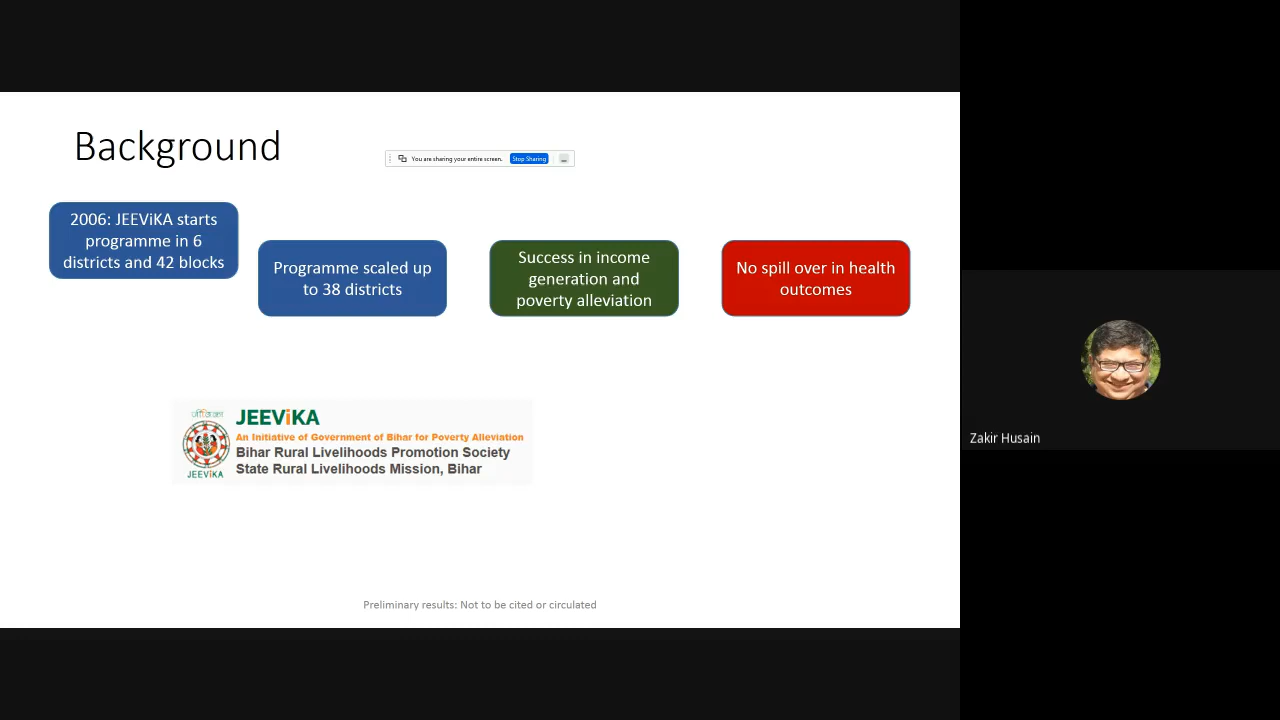 Background
You are sharing your entire screen.
Stop Sharing
2006: JEEViKA starts
programme in 6
districts and 42 blocks
Programme scaled up
to 38 districts
Success in income
generation and
poverty alleviation
No spill over in health
outcomes
JEEViKA
An Initiative of Government of Bihar for Poverty Alleviation
Bihar Rural Livelihoods Promotion Society
State Rural Livelihoods Mission, Bihar
JEEViKA
Zakir Husain
Preliminary results: Not to be cited or circulated